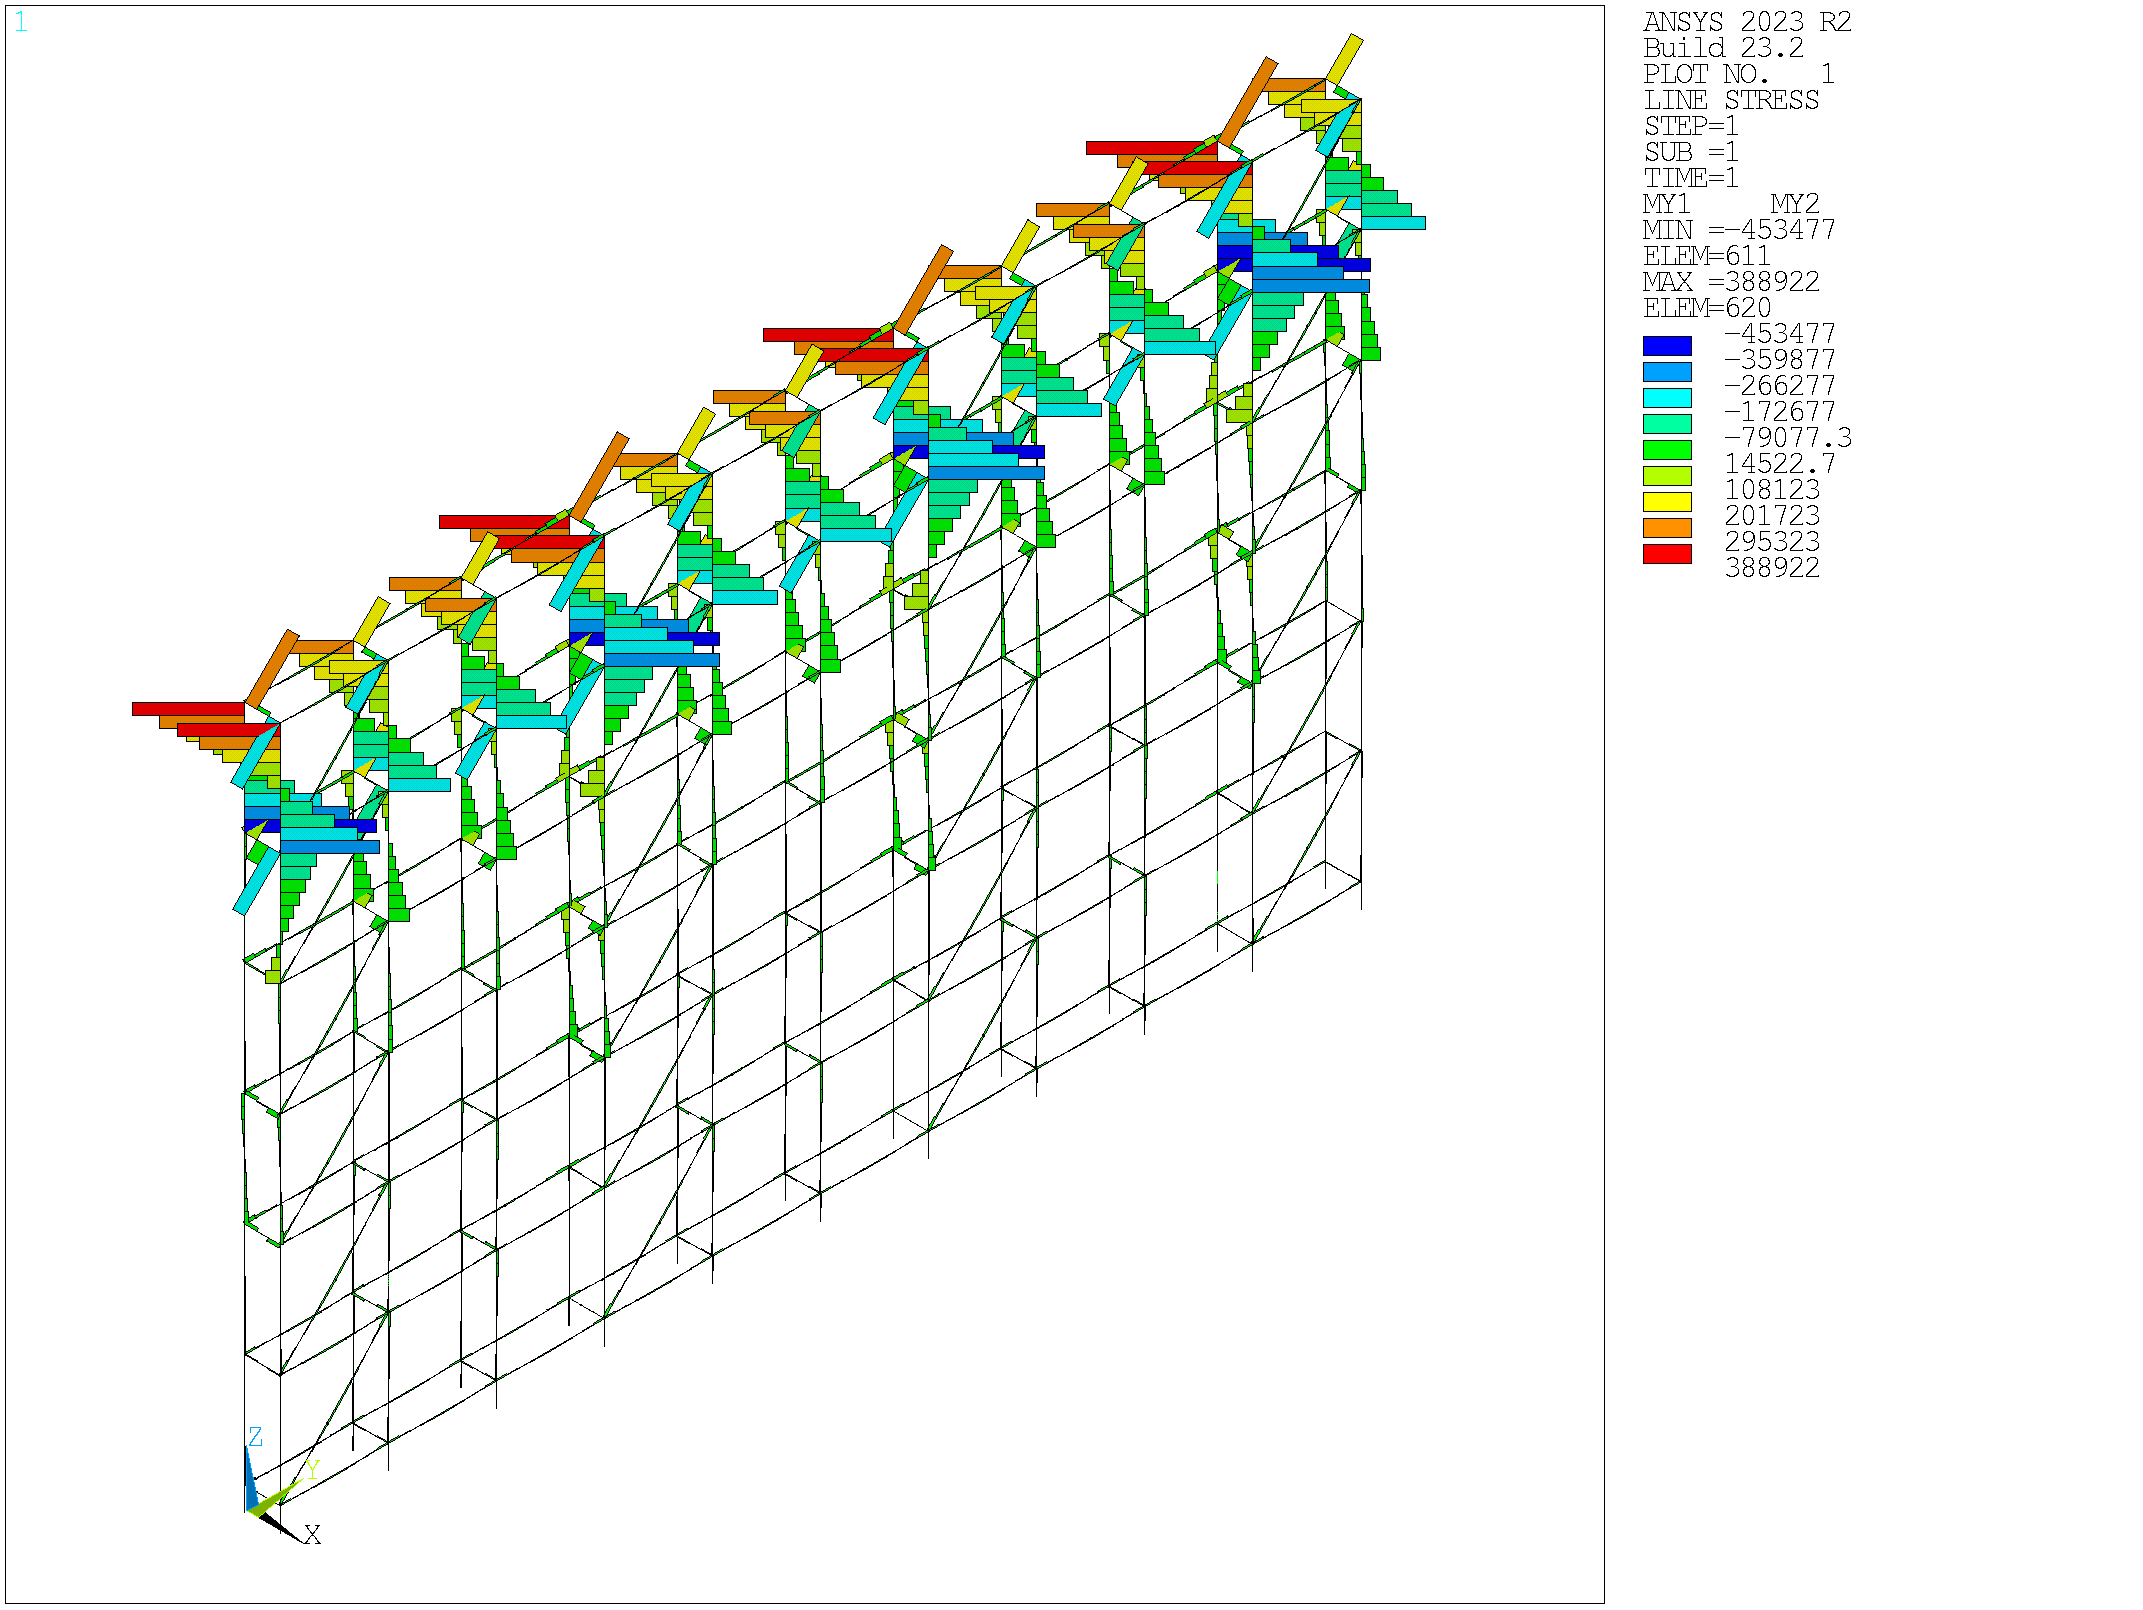 1
ANSYS 2023 R2
Build 23.2
PLOT NO.   1
LINE STRESS
STEP=1
SUB =1
TIME=1
MY1     MY2
MIN =-453477
ELEM=611
MAX =388922
ELEM=620
-453477
-359877
-266277
-172677
-79077.3
14522.7
108123
201723
295323
388922
Z
Y
X